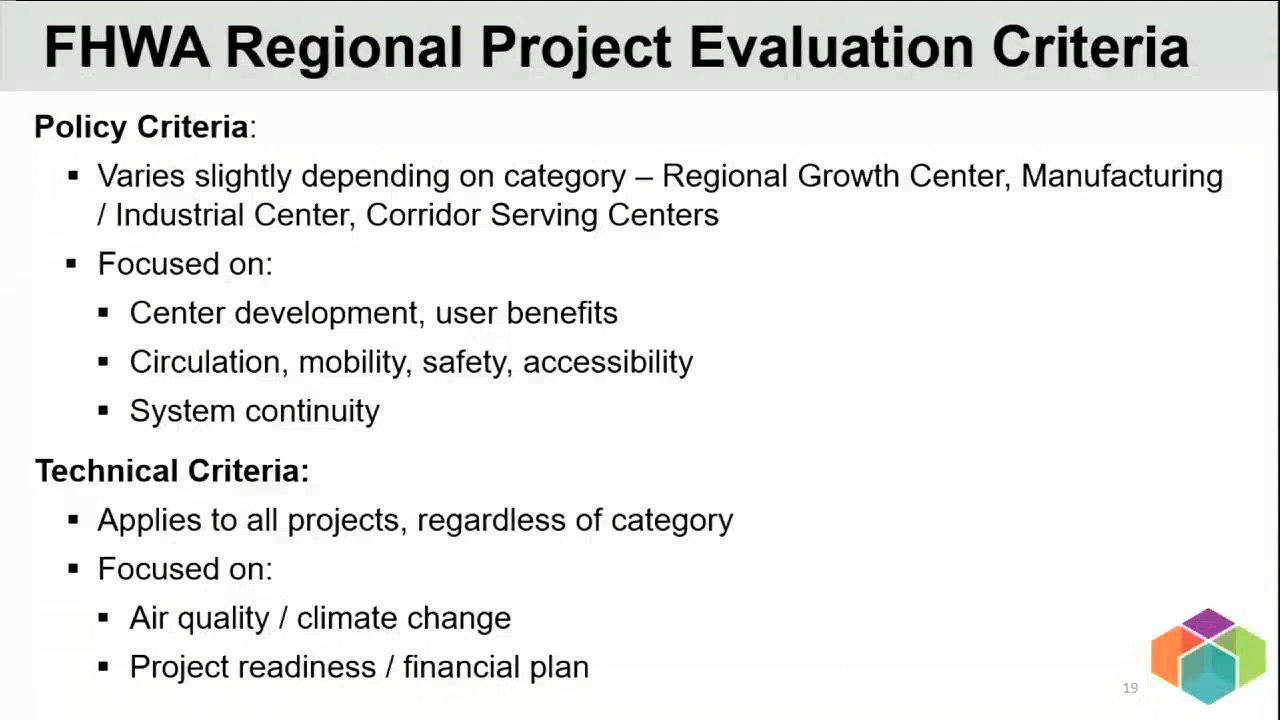 FHWA Regional Project Evaluation Criteria
Policy Criteria:
▪ Varies slightly depending on category – Regional Growth Center, Manufacturing
/ Industrial Center, Corridor Serving Centers
▪ Focused on:
▪ Center development, user benefits
▪ Circulation, mobility, safety, accessibility
▪ System continuity
Technical Criteria:
▪ Applies to all projects, regardless of category
▪ Focused on:
▪ Air quality / climate change
▪ Project readiness / financial plan
19